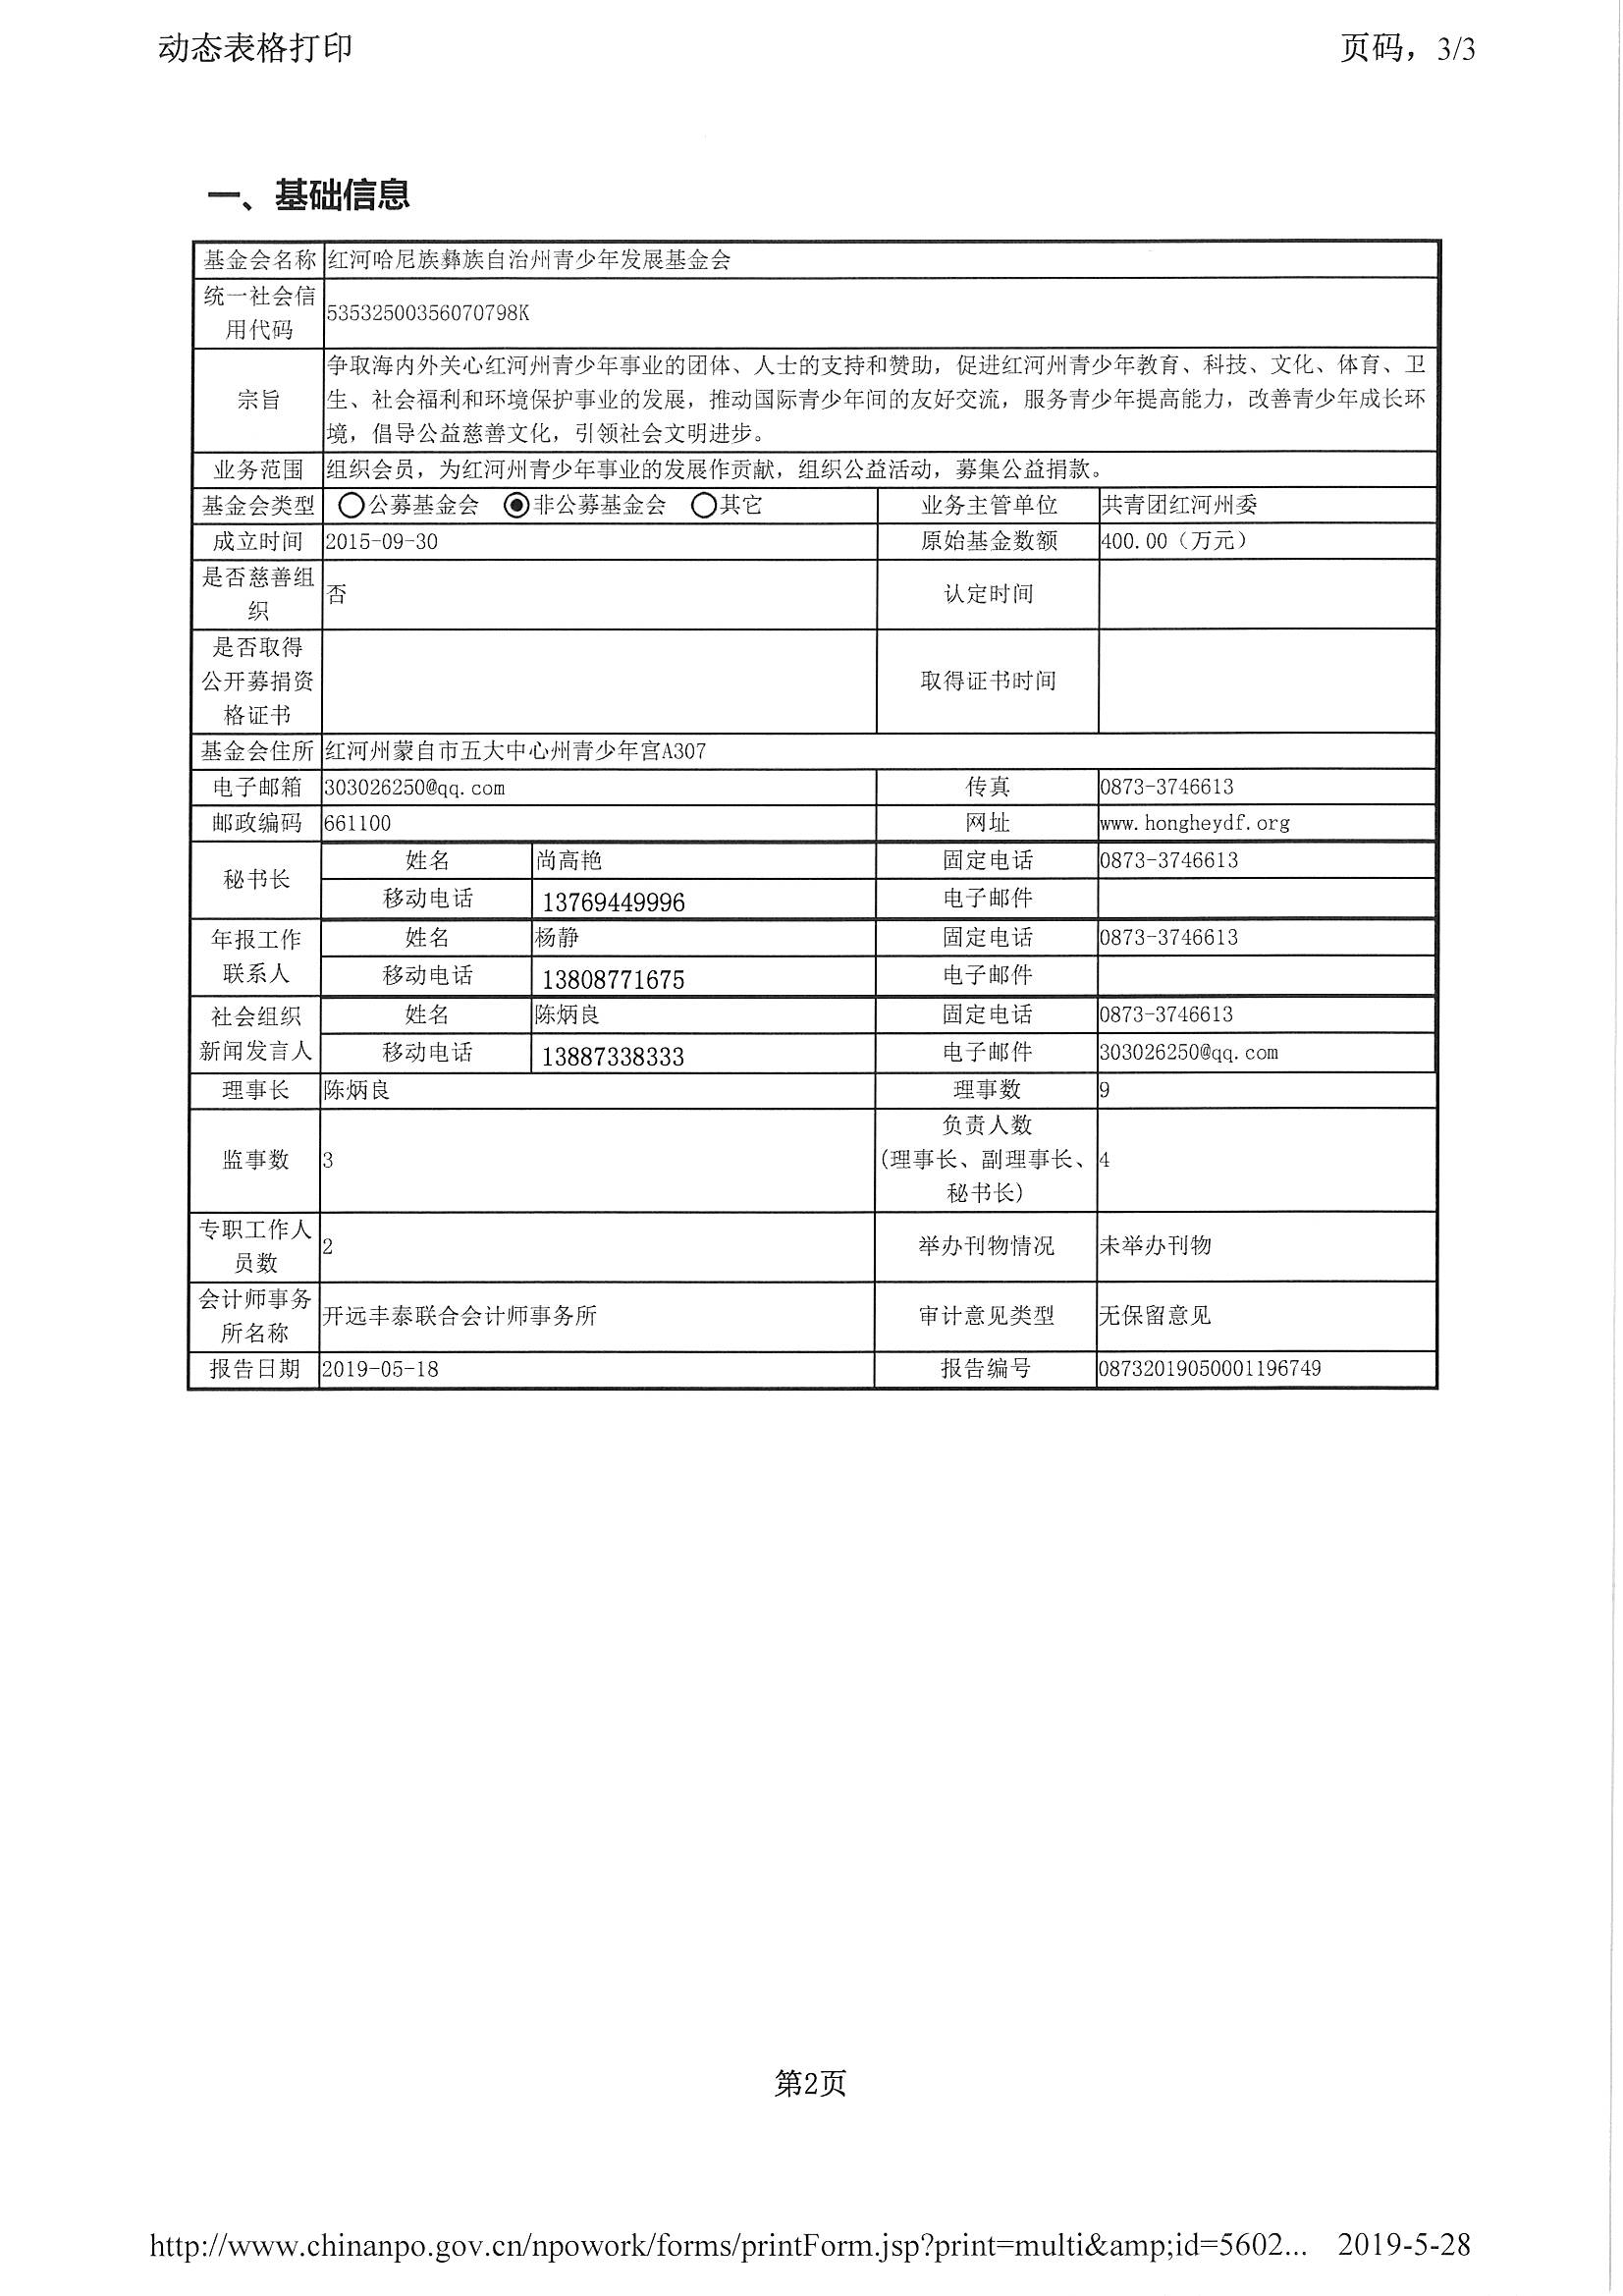 动态表格打印 页码，3/3
一、基础信息
基金会名称 红河哈尼族彝族自治州青少年发展基金会
统一社会信
用代码
53532500356070798K
宗旨
争取海内外关心红河州青少年事业的团体、人士的支持和赞助，促进红河州青少年教育、科技、文化、体育、卫
生、社会福利和环境保护事业的发展，推动国际青少年间的友好交流，服务青少年提高能力，改善青少年成长环
境，倡导公益慈善文化，引领社会文明进步。
业务范围 组织会员，为红河州青少年事业的发展作贡献，组织公益活动，募集公益捐款。
基金会类型 ○公募基金会 ◉非公募基金会 ○其它 业务主管单位 共青团红河州委
成立时间 2015-09-30 原始基金数额 400.00（万元）
是否慈善组
织
否 认定时间
是否取得
公开募捐资
格证书
取得证书时间
基金会住所 红河州蒙自市五大中心州青少年宫A307
电子邮箱 303026250@qq.com 传真 0873-3746613
邮政编码 661100 网址 www.hongheydf.org
秘书长
姓名 尚高艳 固定电话 0873-3746613
移动电话 13769449996 电子邮件
年报工作
联系人
姓名 杨静 固定电话 0873-3746613
移动电话 13808771675 电子邮件
社会组织
新闻发言人
姓名 陈炳良 固定电话 0873-3746613
移动电话 13887338333 电子邮件 303026250@qq.com
理事长 陈炳良 理事数 9
监事数 3
负责人数
(理事长、副理事长、
秘书长)
4
专职工作人
员数
2 举办刊物情况 未举办刊物
会计师事务
所名称
开远丰泰联合会计师事务所 审计意见类型 无保留意见
报告日期 2019-05-18 报告编号 08732019050001196749
第2页
http://www.chinanpo.gov.cn/npowork/forms/printForm.jsp?print=multi&amp;id=5602... 2019-5-28